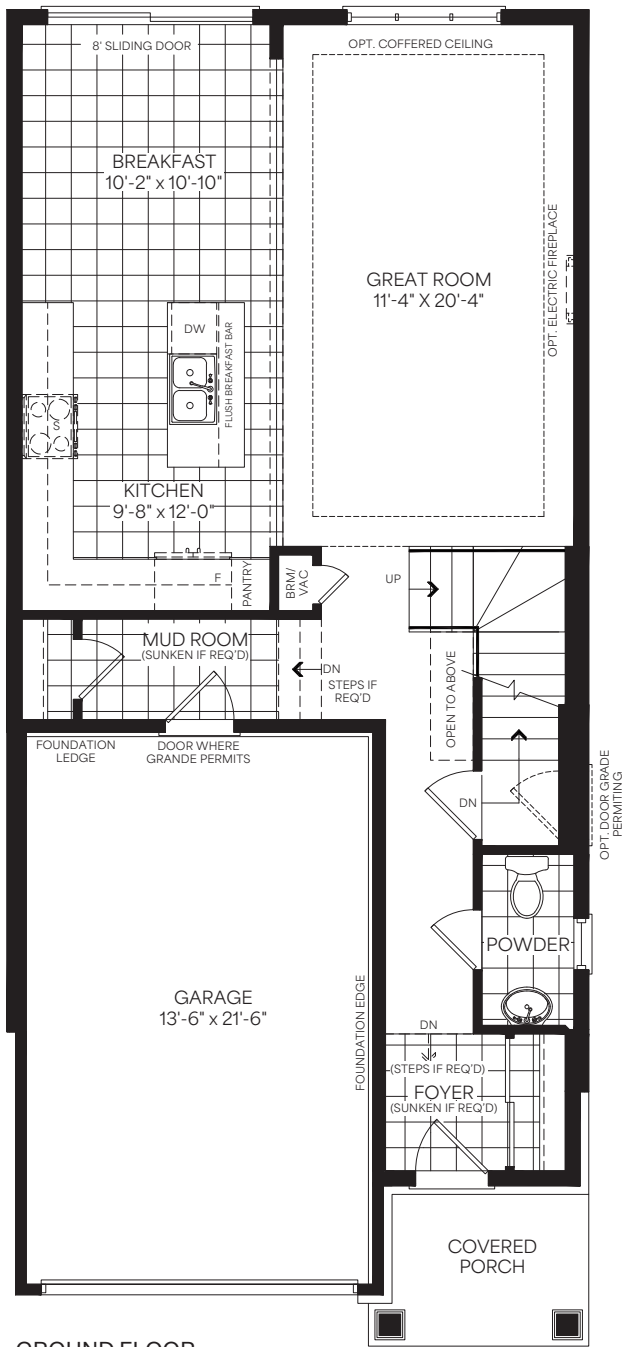 8' SLIDING DOOR
OPT. COFFERED CEILING
BREAKFAST
10'-2" x 10'-10"
GREAT ROOM
11'-4" X 20'-4"
OPT. ELECTRIC FIREPLACE
DW
FLUSH BREAKFAST BAR
S
KITCHEN
9'-8" x 12'-0"
F
PANTRY
BRM/
VAC
UP
MUD ROOM
(SUNKEN IF REQ'D)
DN
STEPS IF
REQ'D
OPEN TO ABOVE
FOUNDATION
LEDGE
DOOR WHERE
GRANDE PERMITS
DN
OPT. DOOR GRADE
PERMITING
POWDER
GARAGE
13'-6" x 21'-6"
FOUNDATION EDGE
DN
(STEPS IF REQ'D)
FOYER
(SUNKEN IF REQ'D)
COVERED
PORCH
GROUND FLOOR